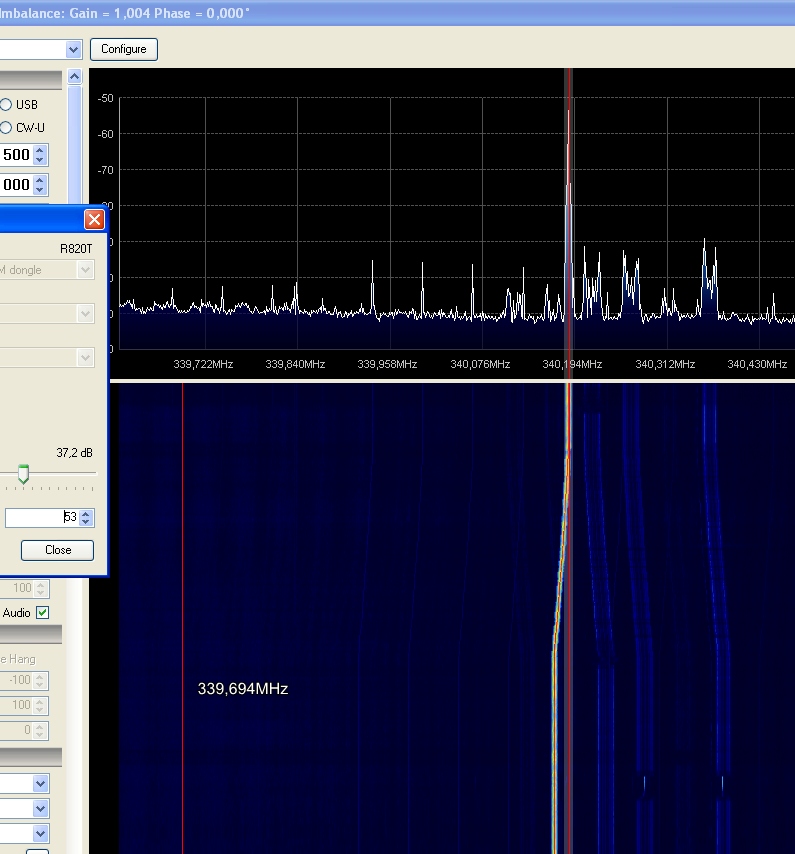 Imbalance: Gain = 1,004 Phase = 0,000°
Configure
USB
CW-U
500
000
R820T
M dongle
37,2 dB
53
Close
100
Audio
e Hang
-100
100
0
-50
-60
-70
339,722MHz 339,840MHz 339,958MHz 340,076MHz 340,194MHz 340,312MHz 340,430MHz
339,694MHz